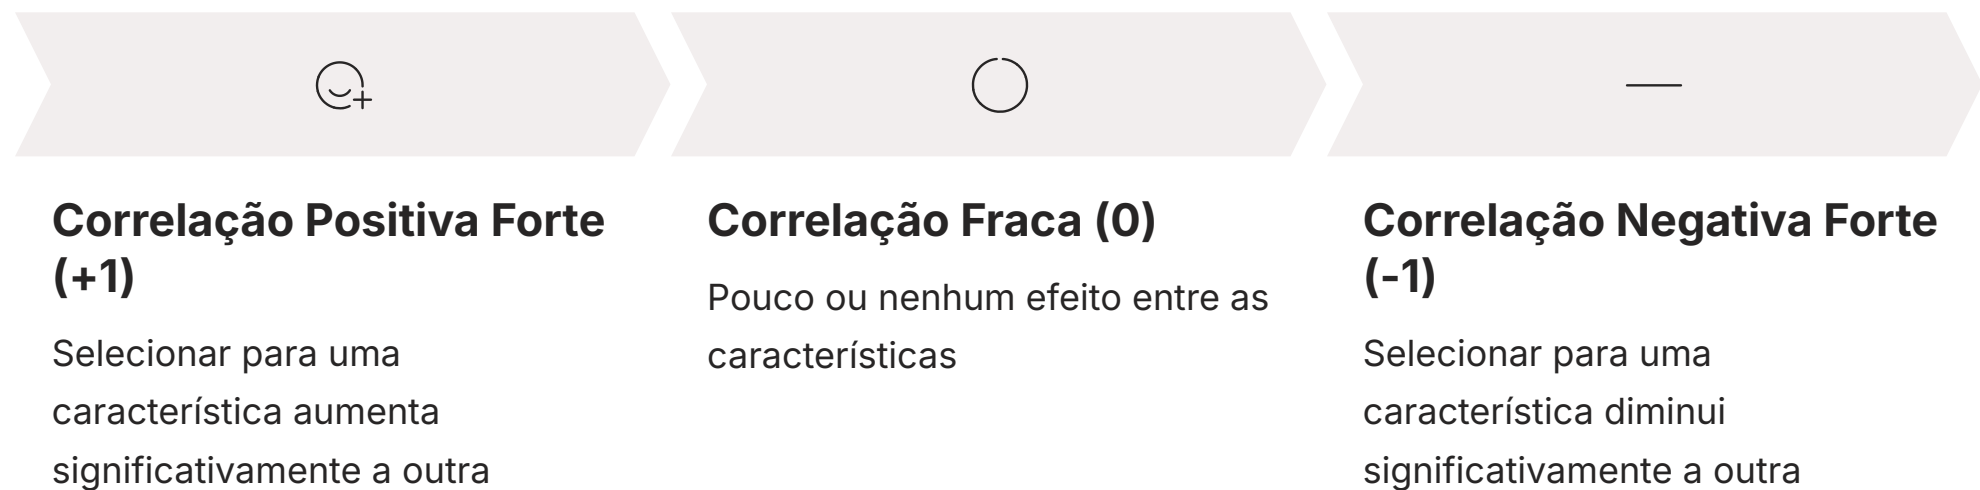 Correlação Positiva Forte
(+1)
Selecionar para uma
característica aumenta
significativamente a outra
Correlação Fraca (0)
Pouco ou nenhum efeito entre as
características
Correlação Negativa Forte
(-1)
Selecionar para uma
característica diminui
significativamente a outra